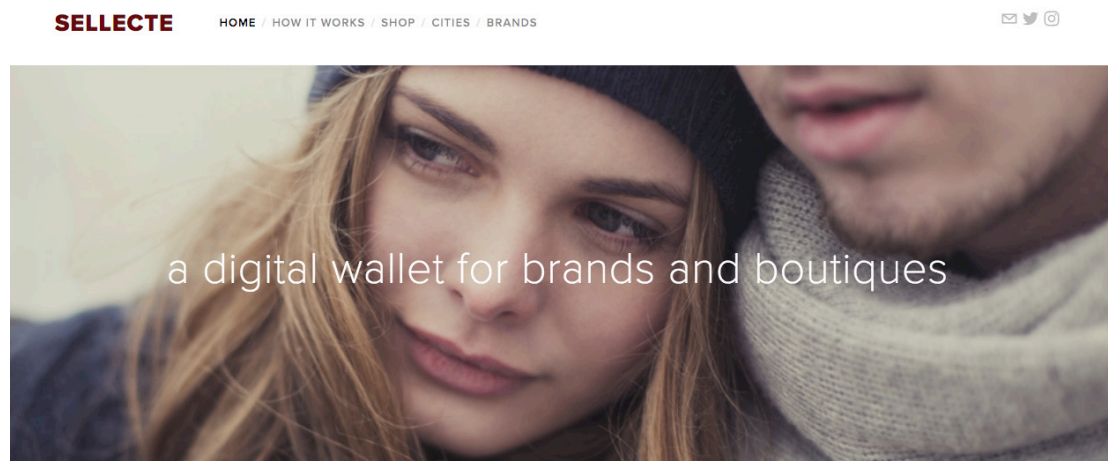 SELLECTE
HOME / HOW IT WORKS / SHOP / CITIES / BRANDS
a digital wallet for brands and boutiques